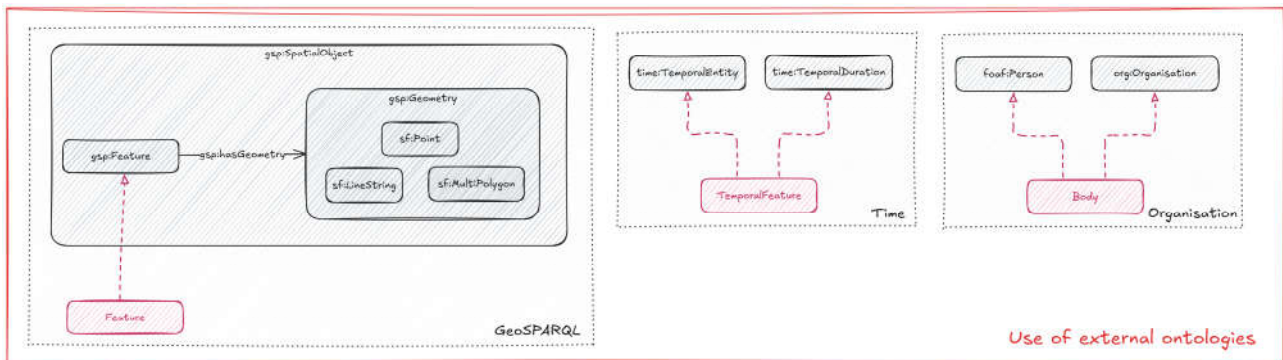 gsp:SpatialObject
gsp:Geometry
sf:Point
gsp:Feature
gsp:hasGeometry
sf:LineString
sf:MultiPolygon
Feature
GeoSPARQL
time:TemporalEntity
time:TemporalDuration
TemporalFeature
Time
foaf:Person
org:Organisation
Body
Organisation
Use of external ontologies